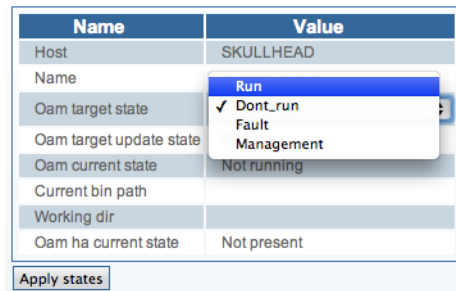 Name Value
Host SKULLHEAD
Name
Run
Oam target state ✓ Dont_run
Fault
Oam target update state Management
Oam current state Not running
Current bin path
Working dir
Oam ha current state Not present
Apply states